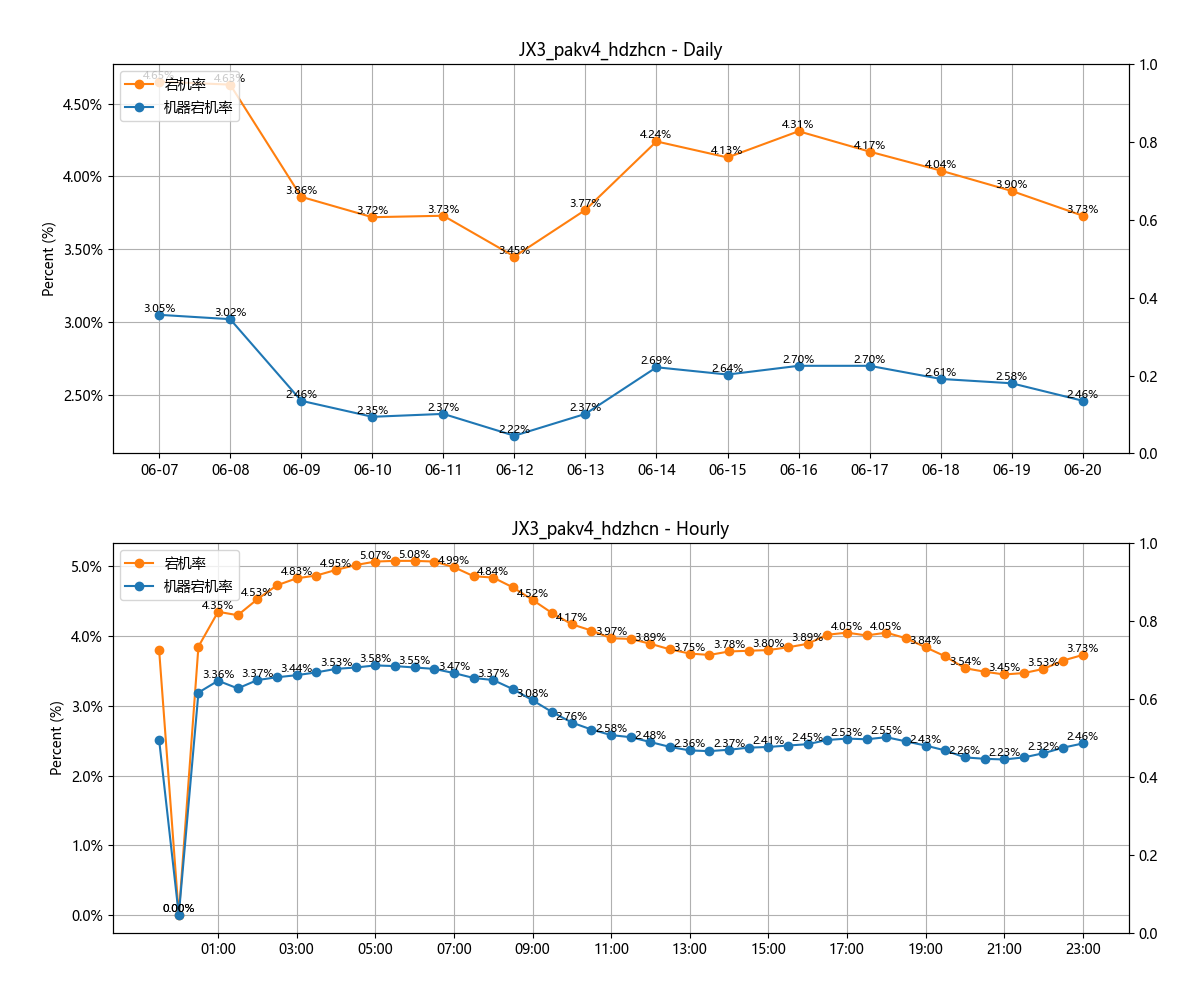 JX3_pakv4_hdzhcn - Daily
宕机率
机器宕机率
4.65% 4.63% 3.86% 3.72% 3.73% 3.45% 3.77% 4.24% 4.13% 4.31% 4.17% 4.04% 3.90% 3.73%
3.05% 3.02% 2.46% 2.35% 2.37% 2.22% 2.37% 2.69% 2.64% 2.70% 2.70% 2.61% 2.58% 2.46%
Percent (%)
4.50%
4.00%
3.50%
3.00%
2.50%
1.0
0.8
0.6
0.4
0.2
0.0
06-07 06-08 06-09 06-10 06-11 06-12 06-13 06-14 06-15 06-16 06-17 06-18 06-19 06-20
JX3_pakv4_hdzhcn - Hourly
宕机率
机器宕机率
0.00% 4.35% 4.53% 4.83% 4.95% 5.07% 5.08% 4.99% 4.84% 4.52% 4.17% 3.97% 3.89% 3.75% 3.78% 3.80% 3.89% 4.05% 4.05% 3.84% 3.54% 3.45% 3.53% 3.73%
0.00% 3.36% 3.37% 3.44% 3.53% 3.58% 3.55% 3.47% 3.37% 3.08% 2.76% 2.58% 2.48% 2.36% 2.37% 2.41% 2.45% 2.53% 2.55% 2.43% 2.26% 2.23% 2.32% 2.46%
Percent (%)
5.0%
4.0%
3.0%
2.0%
1.0%
0.0%
1.0
0.8
0.6
0.4
0.2
0.0
01:00 03:00 05:00 07:00 09:00 11:00 13:00 15:00 17:00 19:00 21:00 23:00